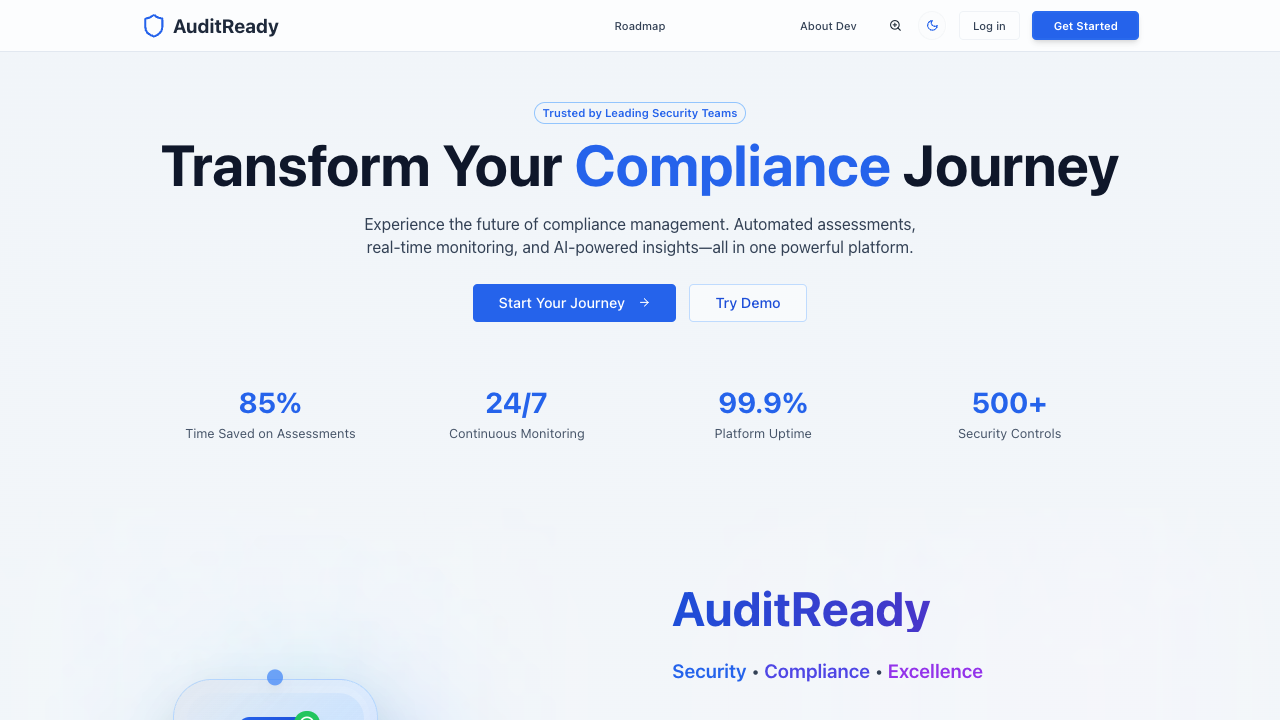 AuditReady
Roadmap
About Dev
Log in
Get Started
Trusted by Leading Security Teams
Transform Your Compliance Journey
Experience the future of compliance management. Automated assessments,
real-time monitoring, and AI-powered insights—all in one powerful platform.
Start Your Journey →
Try Demo
85%
Time Saved on Assessments
24/7
Continuous Monitoring
99.9%
Platform Uptime
500+
Security Controls
AuditReady
Security • Compliance • Excellence